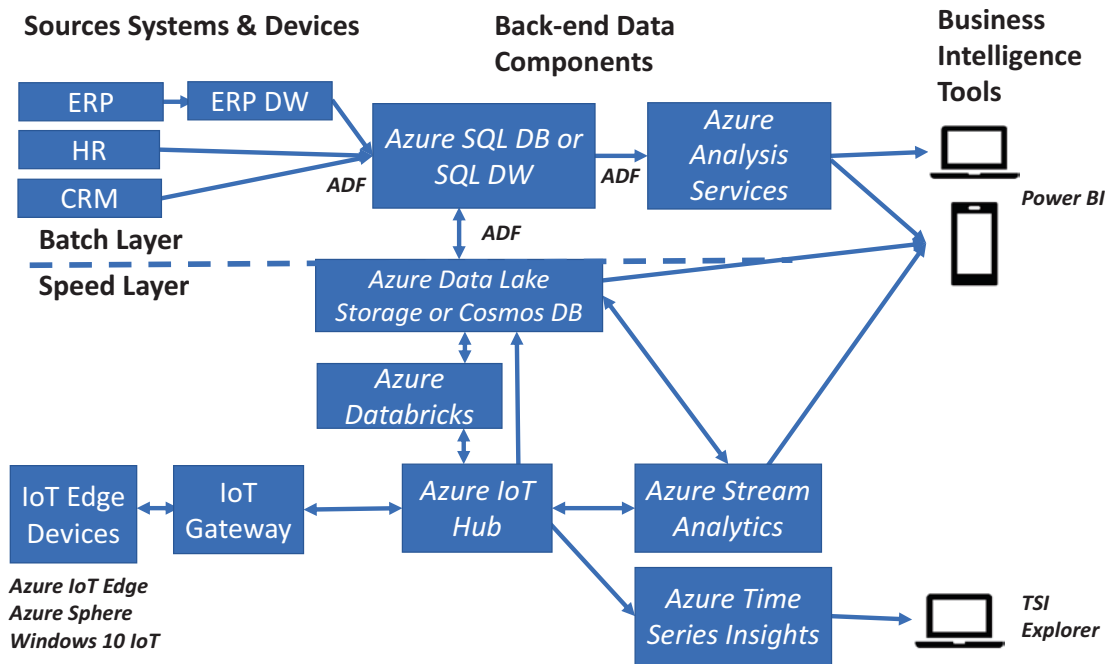 Sources Systems & Devices
Back-end Data
Components
Business
Intelligence
Tools
ERP
ERP DW
HR
CRM
ADF
Azure SQL DB or
SQL DW
ADF
Azure
Analysis
Services
Power BI
Batch Layer
ADF
Speed Layer
Azure Data Lake
Storage or Cosmos DB
Azure
Databricks
IoT Edge
Devices
IoT
Gateway
Azure IoT
Hub
Azure Stream
Analytics
Azure IoT Edge
Azure Sphere
Windows 10 IoT
Azure Time
Series Insights
TSI
Explorer